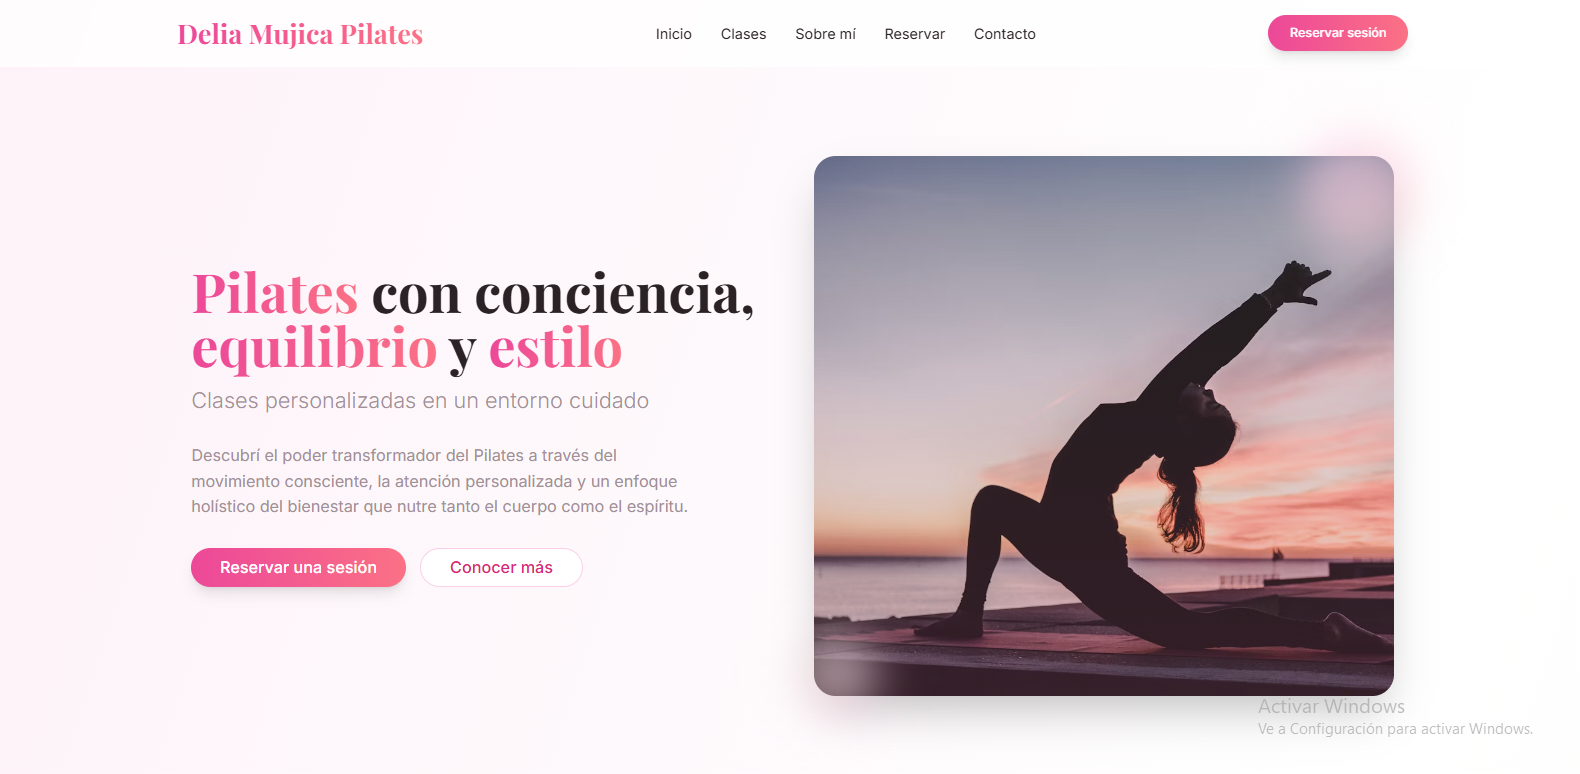 Delia Mujica Pilates
Inicio
Clases
Sobre mí
Reservar
Contacto
Reservar sesión
Pilates con conciencia,
equilibrio y estilo
Clases personalizadas en un entorno cuidado
Descubrí el poder transformador del Pilates a través del
movimiento consciente, la atención personalizada y un enfoque
holístico del bienestar que nutre tanto el cuerpo como el espíritu.
Reservar una sesión
Conocer más
Activar Windows
Ve a Configuración para activar Windows.